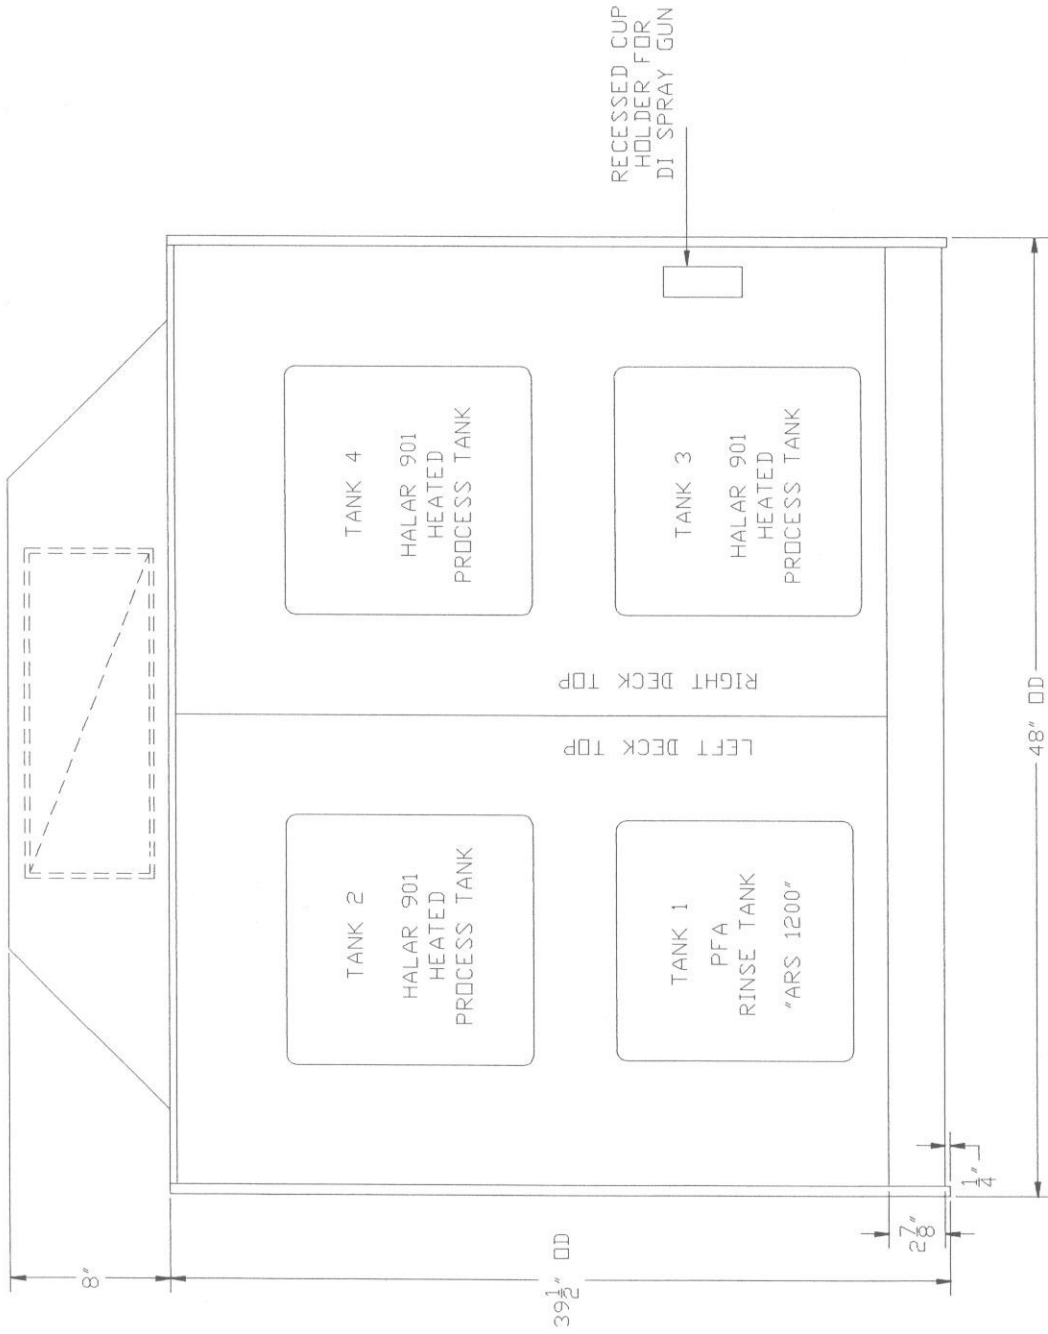 RECESSED CUP
HOLDER FOR
DI SPRAY GUN
TANK 4
HALAR 901
HEATED
PROCESS TANK
TANK 3
HALAR 901
HEATED
PROCESS TANK
RIGHT DECK TOP
LEFT DECK TOP
TANK 2
HALAR 901
HEATED
PROCESS TANK
TANK 1
PFA
RINSE TANK
"ARS 1200"
8"
39 1/2" OD
2 7/8"
1/4"
48" OD